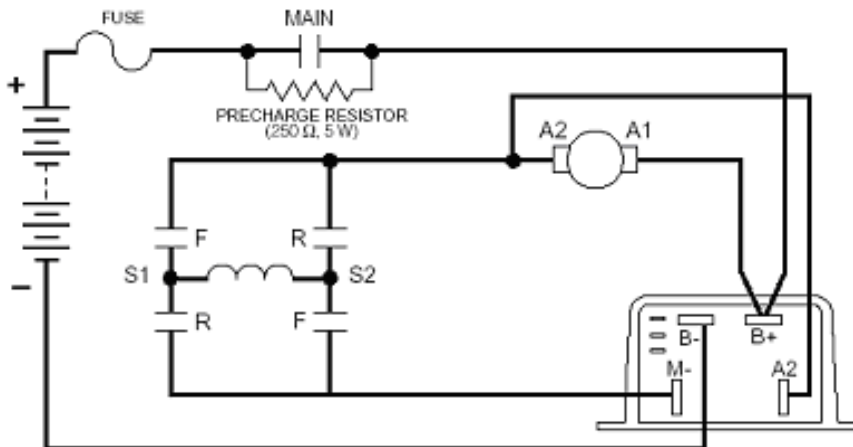 FUSE
MAIN
+
PRECHARGE RESISTOR
(250 Ω, 5 W)
A2
A1
F
R
S1
S2
–
R
F
B-
B+
M-
A2